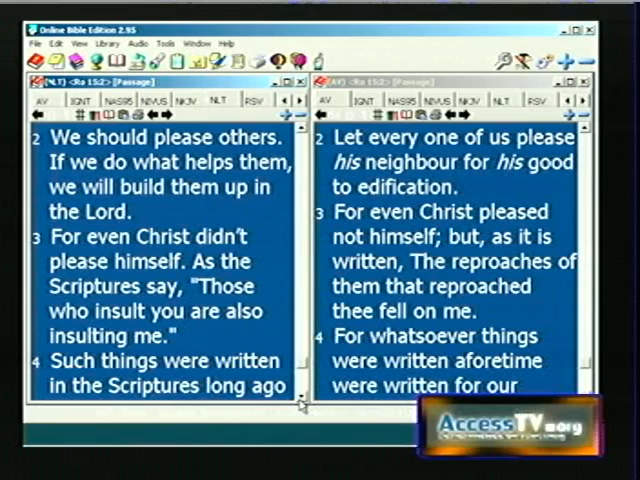 Online Bible Edition 2.95
File Edit View Library Audio Tools Window Help
(NLT) <Ro 15:2> [Passage]
AV IGNT NAS95 NIVUS NKJV NLT RSV
2 We should please others.
If we do what helps them,
we will build them up in
the Lord.
3 For even Christ didn't
please himself. As the
Scriptures say, "Those
who insult you are also
insulting me."
4 Such things were written
in the Scriptures long ago
(AV) <Ro 15:2> [Passage]
AV IGNT NAS95 NIVUS NKJV NLT RSV
2 Let every one of us please
his neighbour for his good
to edification.
3 For even Christ pleased
not himself; but, as it is
written, The reproaches of
them that reproached
thee fell on me.
4 For whatsoever things
were written aforetime
were written for our
AccessTV.org